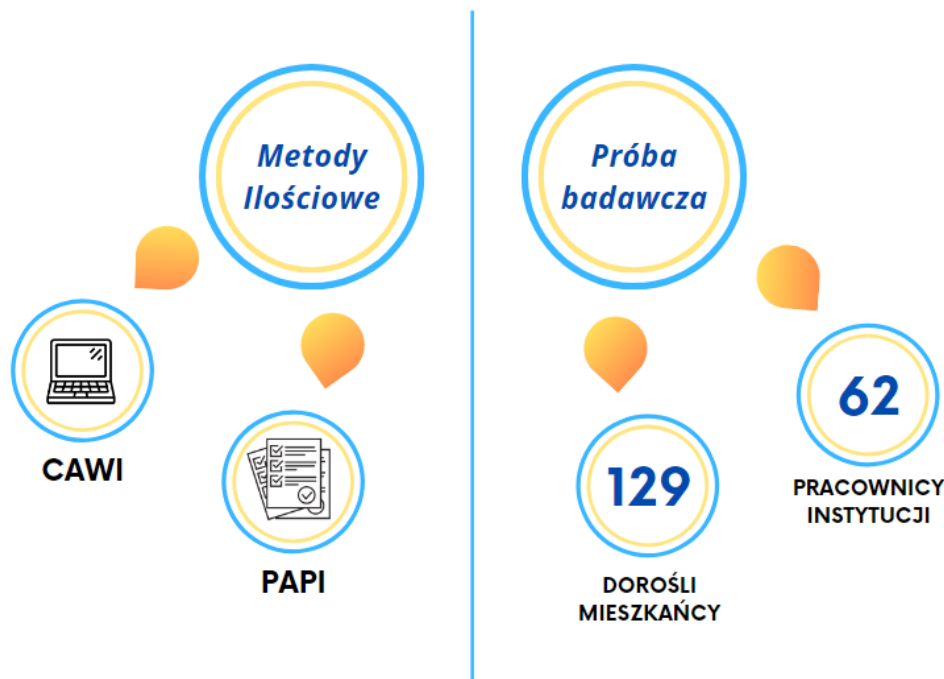 Metody
Ilościowe
CAWI
PAPI
Próba
badawcza
129
DOROŚLI
MIESZKAŃCY
62
PRACOWNICY
INSTYTUCJI